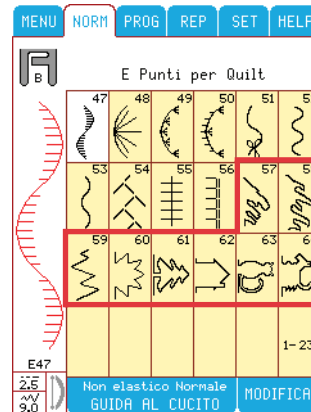 MENU NORM PROG REP SET HELP
B E Punti per Quilt
47 48 49 50 51
53 54 55 56 57
59 60 61 62 63
1-23
E47
2.5 Non elastico Normale
9.0 GUIDA AL CUCITO MODIFICA